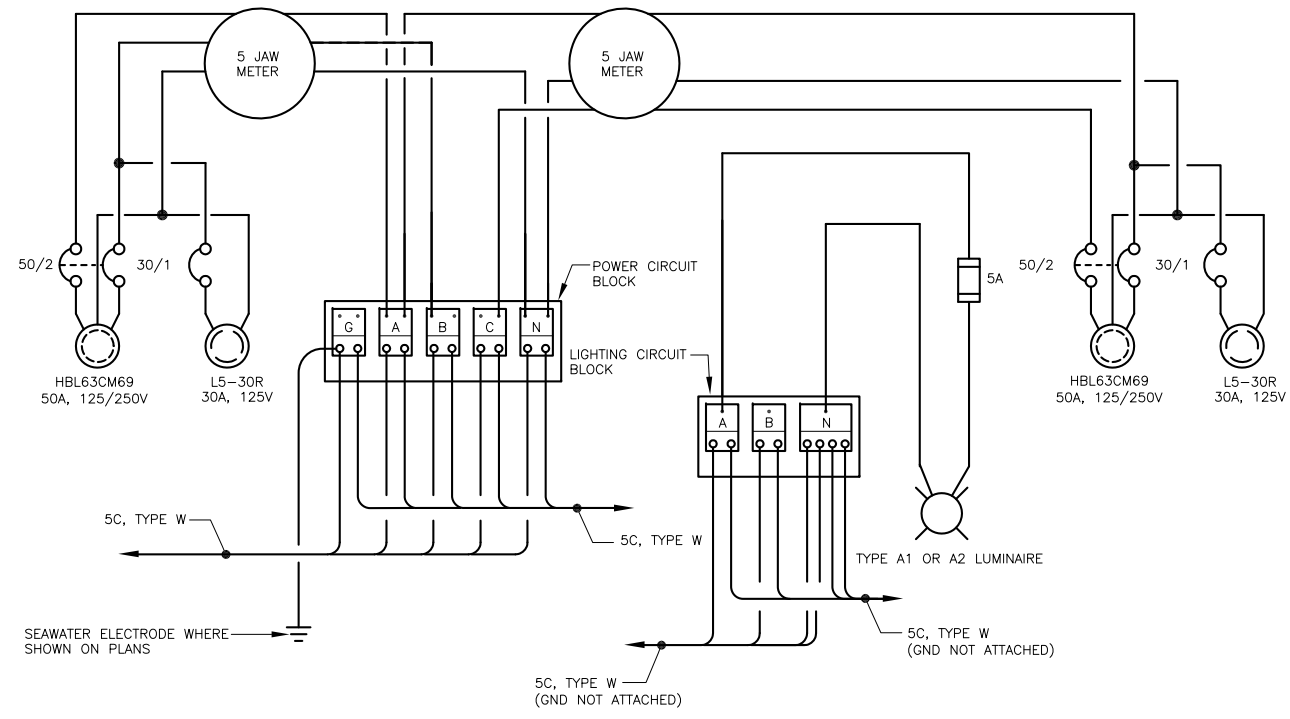 5 JAW
METER
5 JAW
METER
50/2
30/1
50/2
30/1
POWER CIRCUIT
BLOCK
5A
G A B C N
LIGHTING CIRCUIT
BLOCK
HBL63CM69
50A, 125/250V
L5-30R
30A, 125V
HBL63CM69
50A, 125/250V
L5-30R
30A, 125V
A B N
5C, TYPE W
5C, TYPE W
TYPE A1 OR A2 LUMINAIRE
SEAWATER ELECTRODE WHERE
SHOWN ON PLANS
5C, TYPE W
(GND NOT ATTACHED)
5C, TYPE W
(GND NOT ATTACHED)